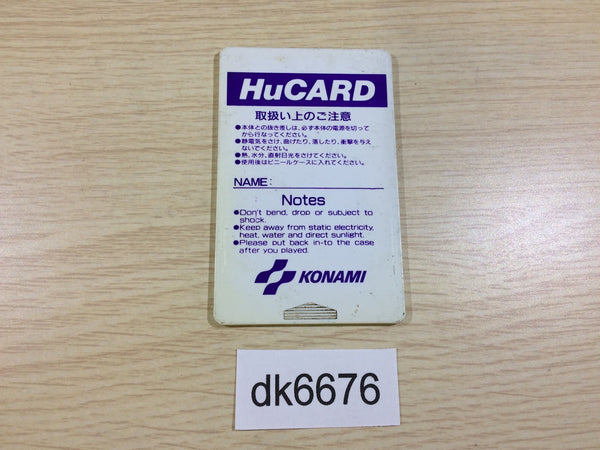 HuCARD
取扱い上のご注意
●本体との抜き差しは、必ず本体の電源を切って
から行なってください。
●静電気をさけ、曲げたり、落したり、衝撃を与え
ないでください。
●熱、水分、直射日光をさけてください。
●使用後はビニールケースに入れてください。
NAME:
Notes
●Don't bend, drop or subject to
shock.
●Keep away from static electricity,
heat, water and direct sunlight.
●Please put back in-to the case
after you played.
KONAMI
dk6676